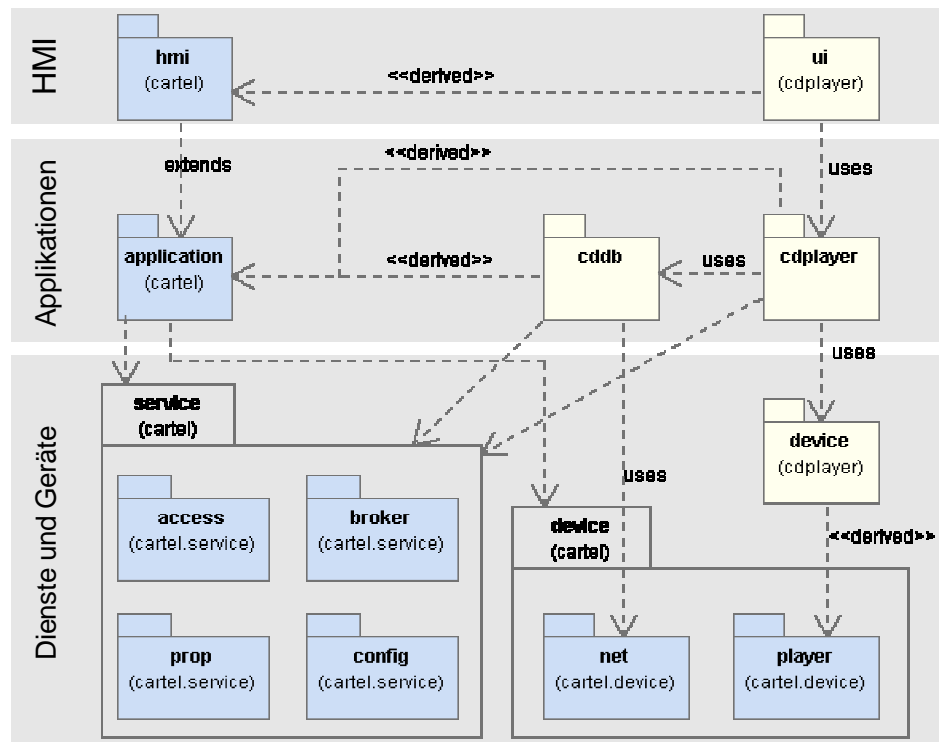 HMI
hmi
(cartel)
<<derived>>
ui
(cdplayer)
extends
<<derived>>
uses
Applikationen
application
(cartel)
<<derived>>
cddb
uses
cdplayer
uses
Dienste und Geräte
service
(cartel)
device
(cdplayer)
access
(cartel.service)
broker
(cartel.service)
uses
device
(cartel)
<<derived>>
prop
(cartel.service)
config
(cartel.service)
net
(cartel.device)
player
(cartel.device)